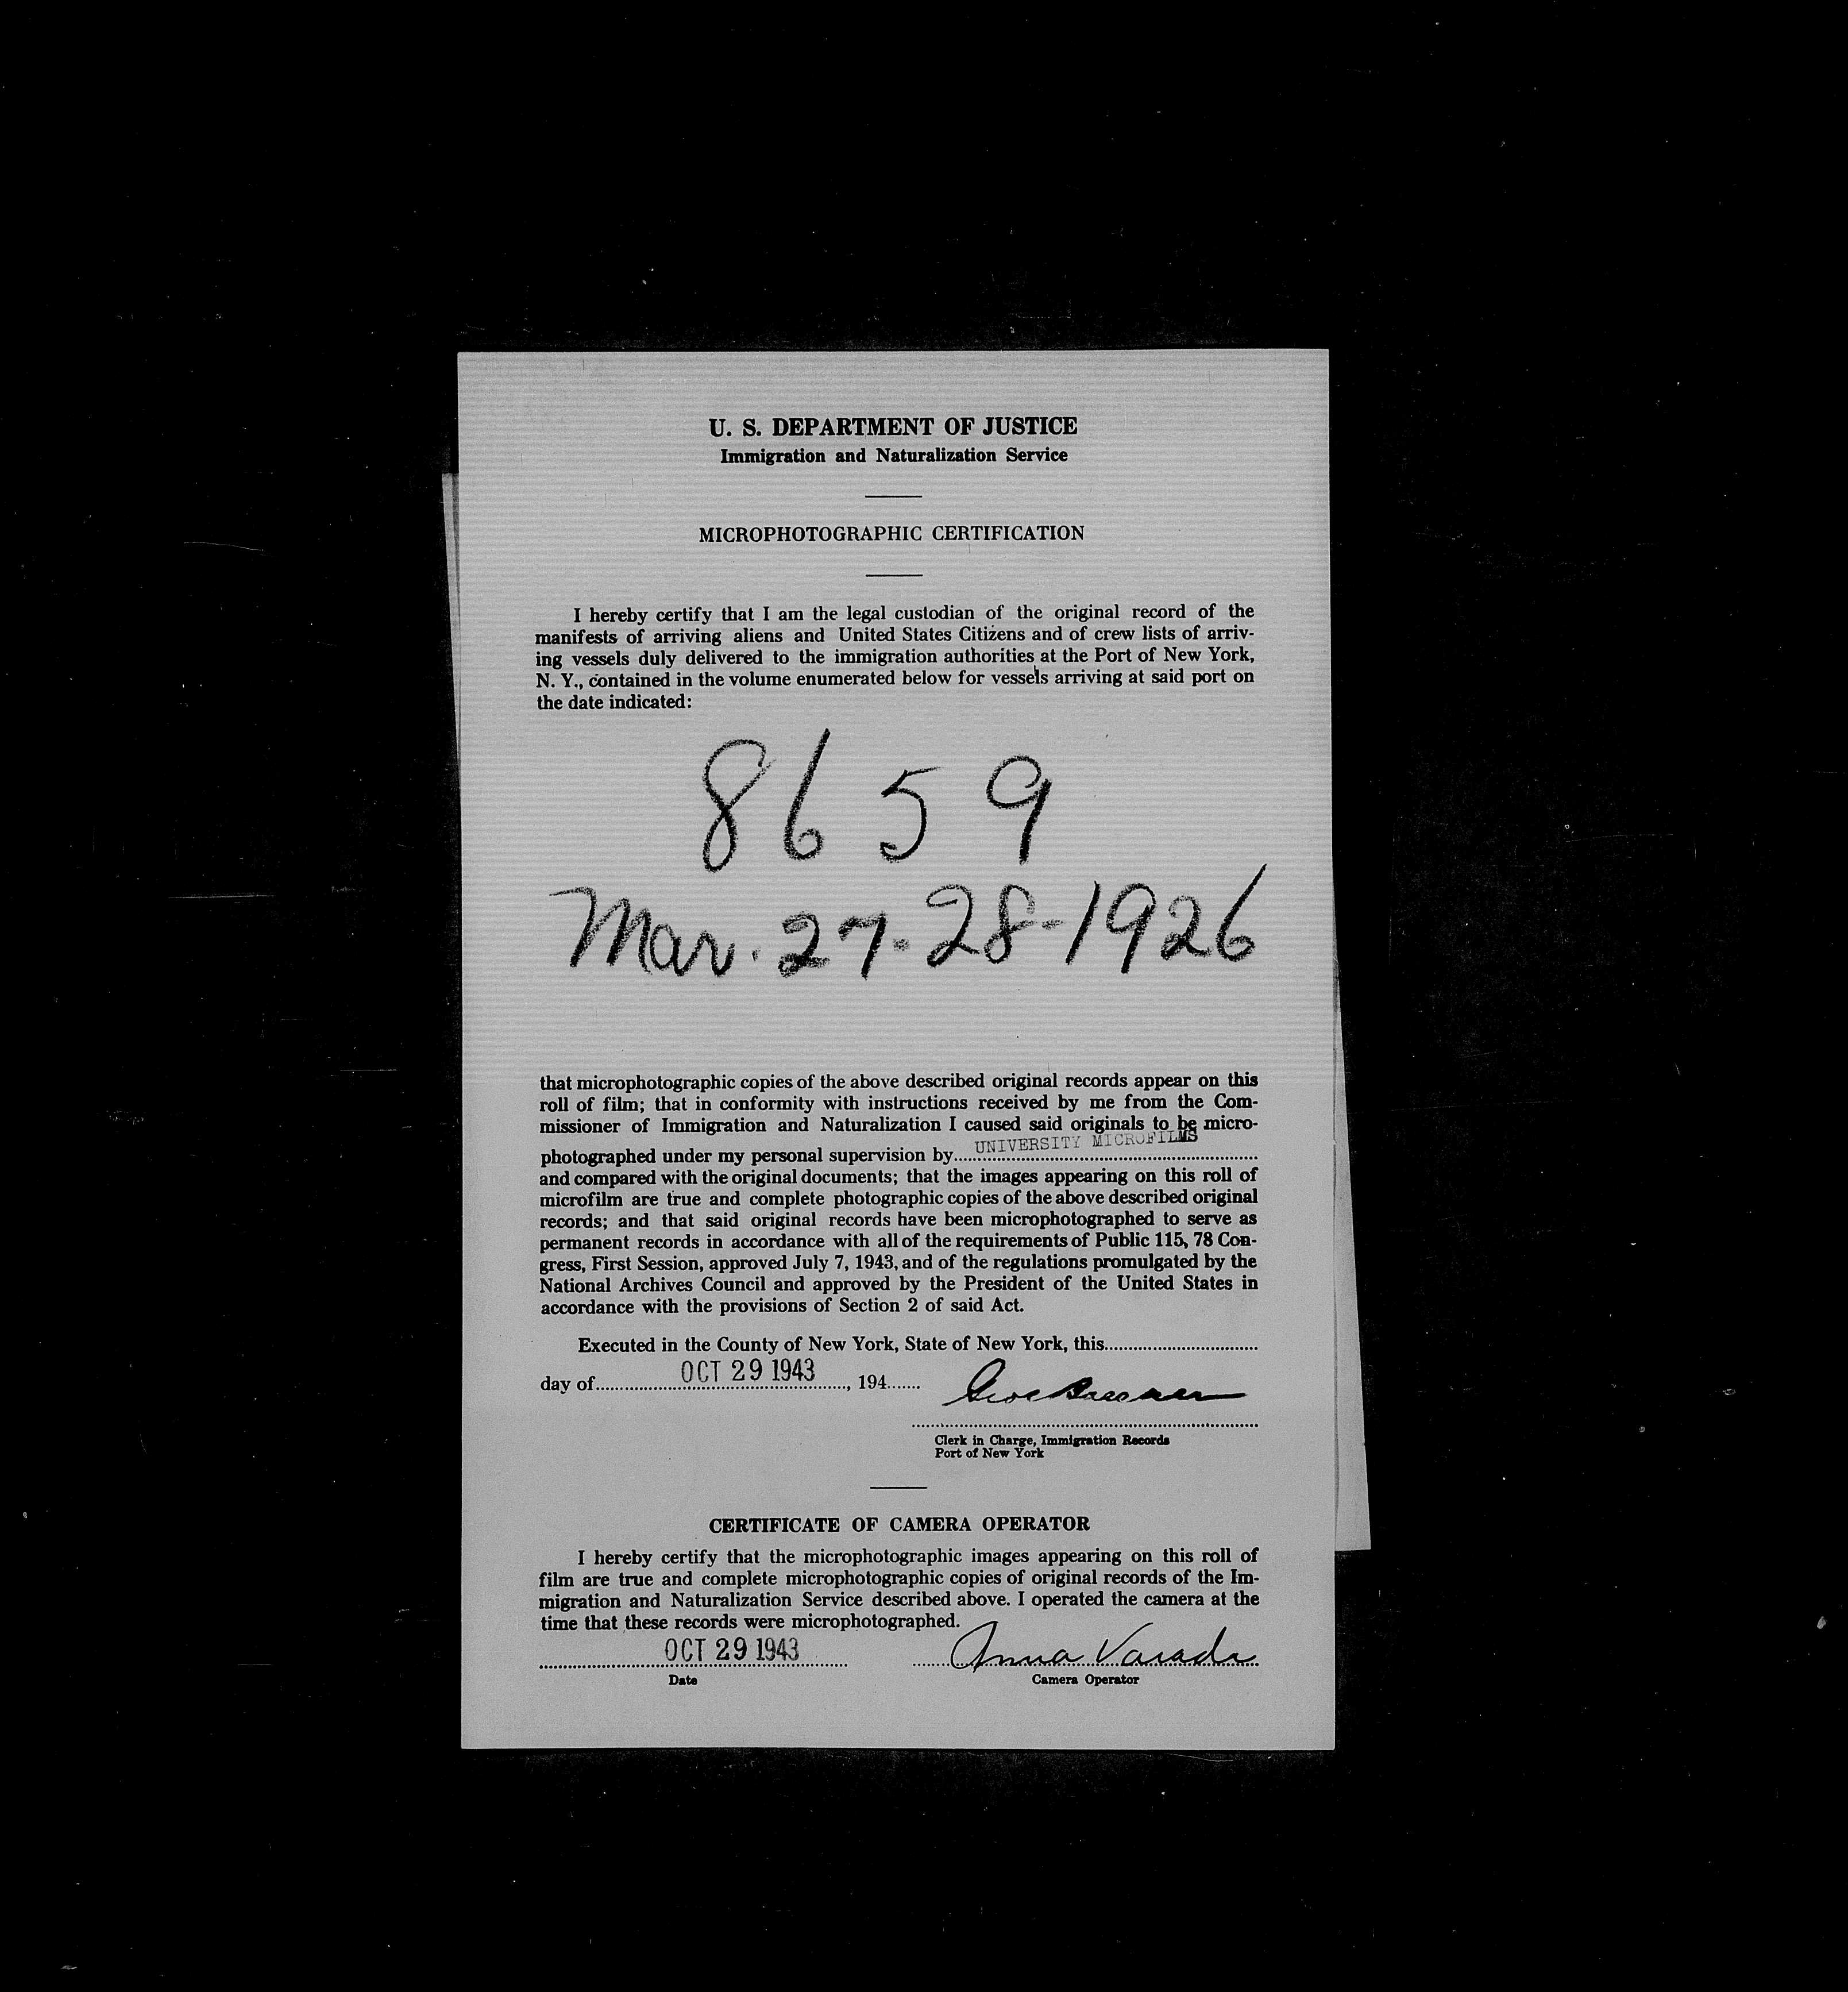 U. S. DEPARTMENT OF JUSTICE
Immigration and Naturalization Service
MICROPHOTOGRAPHIC CERTIFICATION
I hereby certify that I am the legal custodian of the original record of the
manifests of arriving aliens and United States Citizens and of crew lists of arriv-
ing vessels duly delivered to the immigration authorities at the Port of New York,
N. Y., contained in the volume enumerated below for vessels arriving at said port on
the date indicated:
8659
Mar. 27-28-1926
that microphotographic copies of the above described original records appear on this
roll of film; that in conformity with instructions received by me from the Com-
missioner of Immigration and Naturalization I caused said originals to be micro-
photographed under my personal supervision by UNIVERSITY MICROFILMS
and compared with the original documents; that the images appearing on this roll of
microfilm are true and complete photographic copies of the above described original
records; and that said original records have been microphotographed to serve as
permanent records in accordance with all of the requirements of Public 115, 78 Con-
gress, First Session, approved July 7, 1943, and of the regulations promulgated by the
National Archives Council and approved by the President of the United States in
accordance with the provisions of Section 2 of said Act.
Executed in the County of New York, State of New York, this
day of OCT 29 1943, 194
Clerk in Charge, Immigration Records
Port of New York
CERTIFICATE OF CAMERA OPERATOR
I hereby certify that the microphotographic images appearing on this roll of
film are true and complete microphotographic copies of original records of the Im-
migration and Naturalization Service described above. I operated the camera at the
time that these records were microphotographed.
OCT 29 1943 Anna Varada
Date Camera Operator